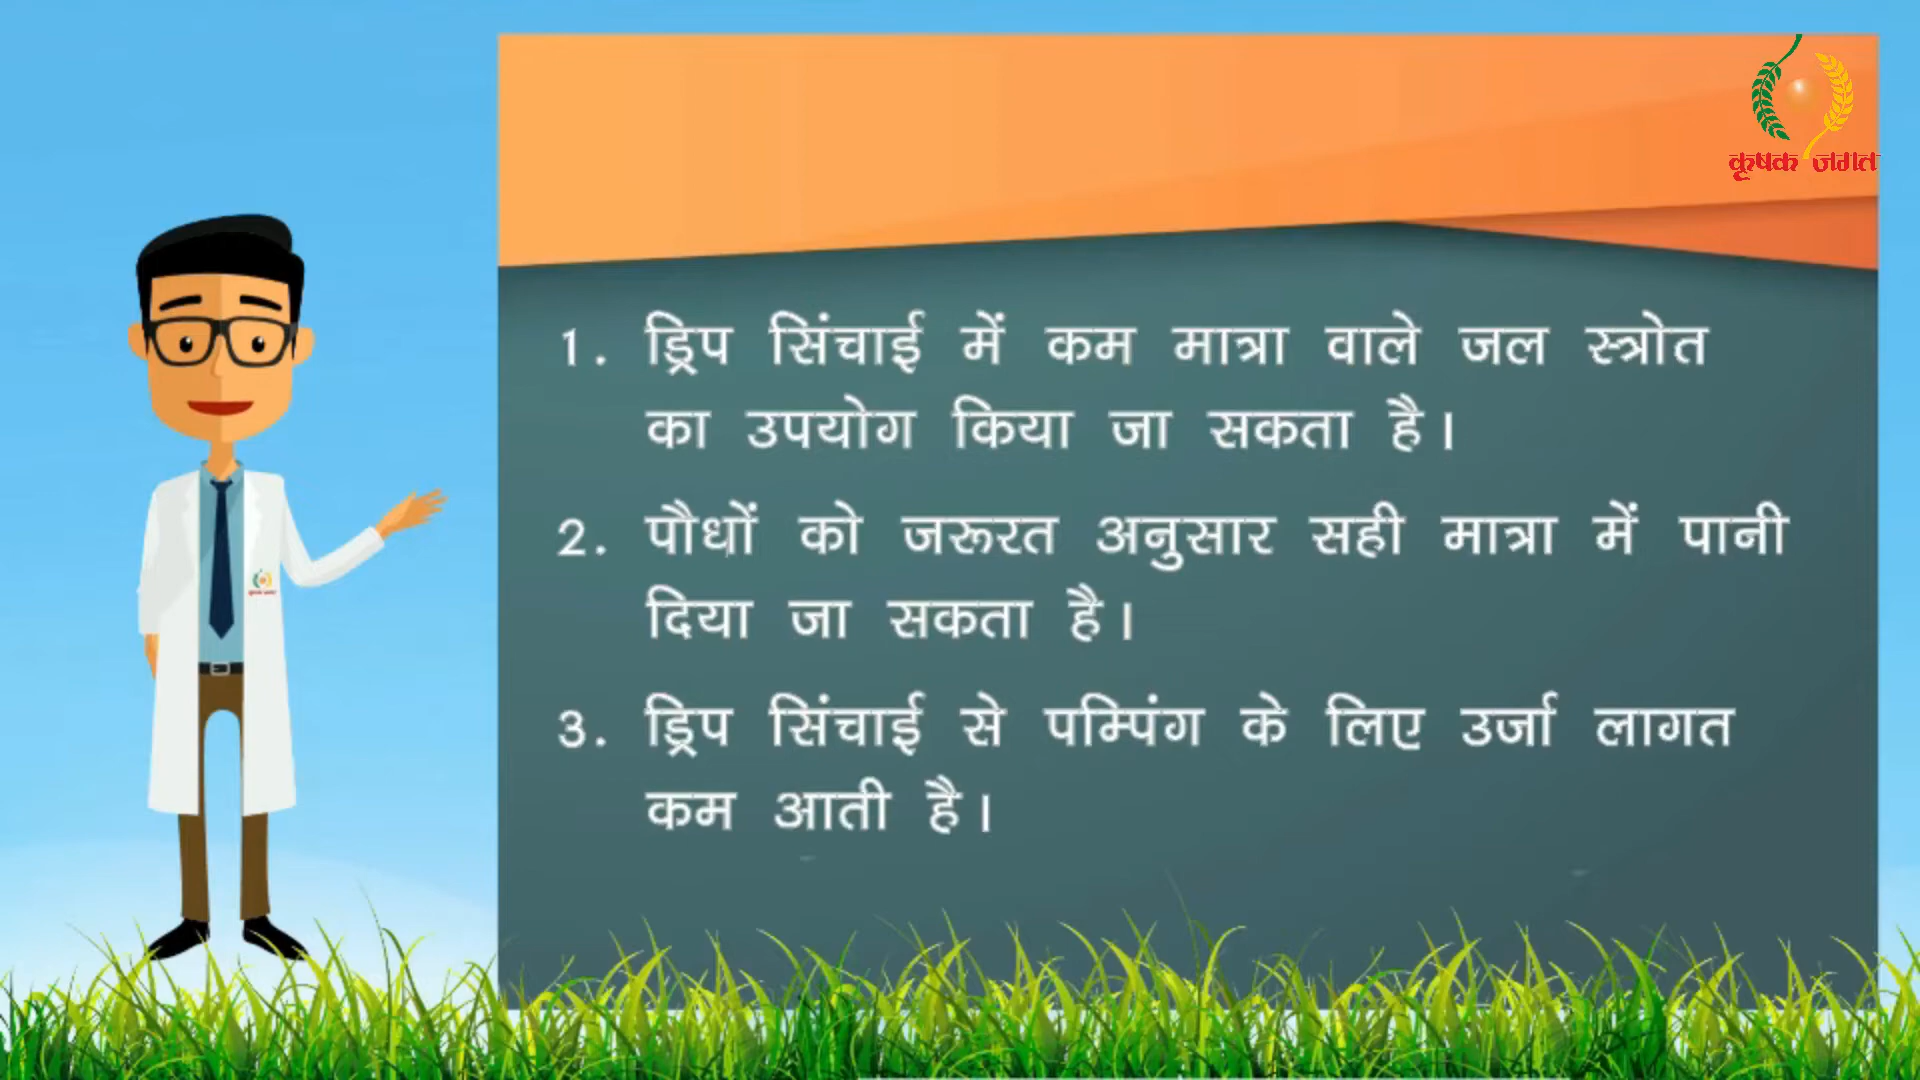 कृषक जगत
1. ड्रिप सिंचाई में कम मात्रा वाले जल स्त्रोत
का उपयोग किया जा सकता है।
2. पौधों को जरूरत अनुसार सही मात्रा में पानी
दिया जा सकता है।
3. ड्रिप सिंचाई से पम्पिंग के लिए उर्जा लागत
कम आती है।